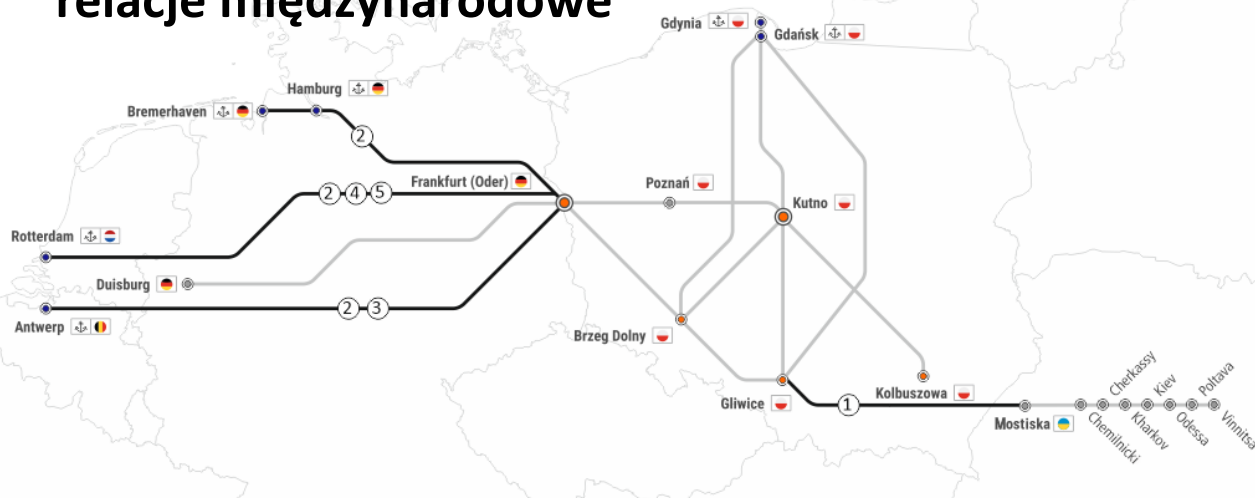 relacje międzynarodowe
Gdynia
Gdańsk
Hamburg
Bremerhaven
2
Frankfurt (Oder)
2 4 5
Poznań
Kutno
Rotterdam
Duisburg
2 3
Antwerp
Brzeg Dolny
Gliwice
1
Kolbuszowa
Mostiska
Chemilnicki
Cherkassy
Kharkov
Kiev
Odessa
Poltava
Vinnitsa